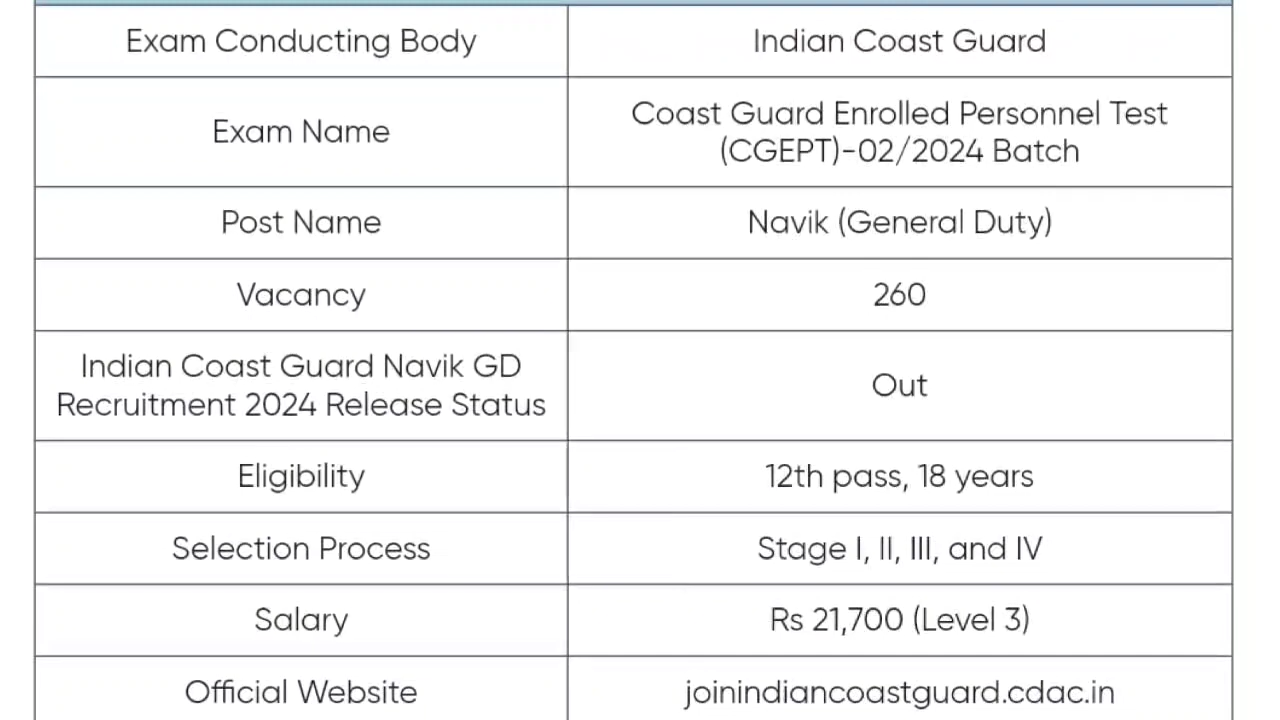 Exam Conducting Body
Indian Coast Guard
Exam Name
Coast Guard Enrolled Personnel Test
(CGEPT)-02/2024 Batch
Post Name
Navik (General Duty)
Vacancy
260
Indian Coast Guard Navik GD
Recruitment 2024 Release Status
Out
Eligibility
12th pass, 18 years
Selection Process
Stage I, II, III, and IV
Salary
Rs 21,700 (Level 3)
Official Website
joinindiancoastguard.cdac.in